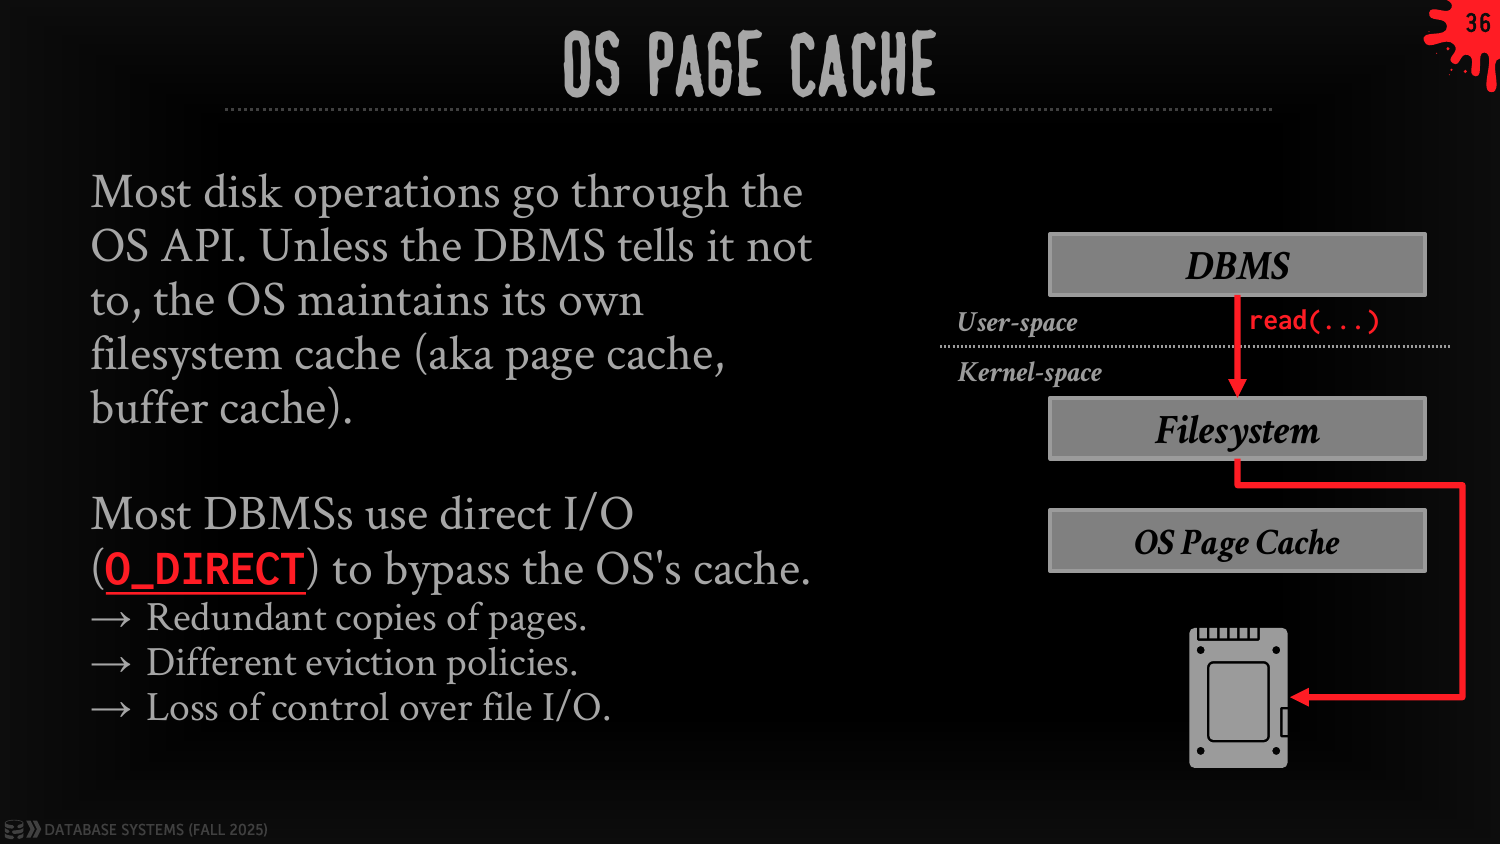 36
OS PAGE CACHE
Most disk operations go through the
OS API. Unless the DBMS tells it not
to, the OS maintains its own
filesystem cache (aka page cache,
buffer cache).
Most DBMSs use direct I/O
(O_DIRECT) to bypass the OS's cache.
→ Redundant copies of pages.
→ Different eviction policies.
→ Loss of control over file I/O.
DBMS
User-space
read(...)
Kernel-space
Filesystem
OS Page Cache
DATABASE SYSTEMS (FALL 2025)